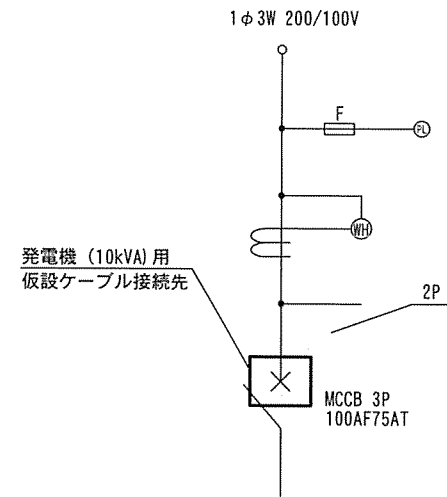 1φ3W 200/100V
F
PL
WH
発電機 (10kVA)用
仮設ケーブル接続先
2P
MCCB 3P
100AF75AT